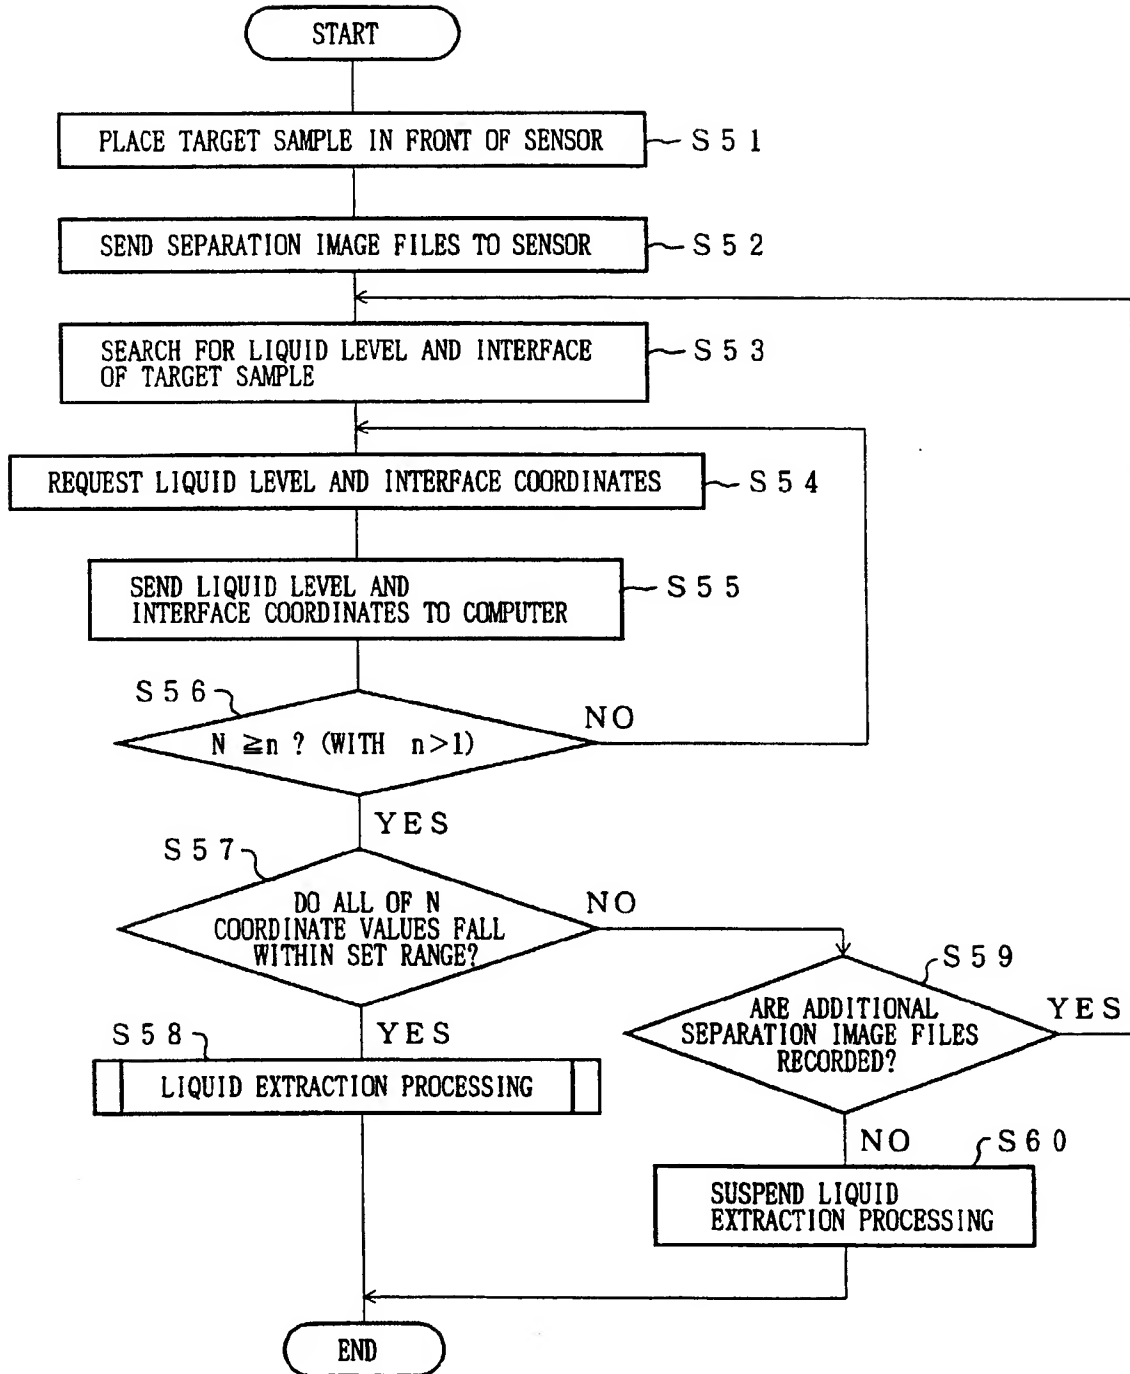 START
PLACE TARGET SAMPLE IN FRONT OF SENSOR
S51
SEND SEPARATION IMAGE FILES TO SENSOR
S52
SEARCH FOR LIQUID LEVEL AND INTERFACE
OF TARGET SAMPLE
S53
REQUEST LIQUID LEVEL AND INTERFACE COORDINATES
S54
SEND LIQUID LEVEL AND
INTERFACE COORDINATES TO COMPUTER
S55
S56
N ≧n ? (WITH n>1)
NO
YES
S57
DO ALL OF N
COORDINATE VALUES FALL
WITHIN SET RANGE?
NO
YES
S58
LIQUID EXTRACTION PROCESSING
S59
ARE ADDITIONAL
SEPARATION IMAGE FILES
RECORDED?
YES
NO
S60
SUSPEND LIQUID
EXTRACTION PROCESSING
END